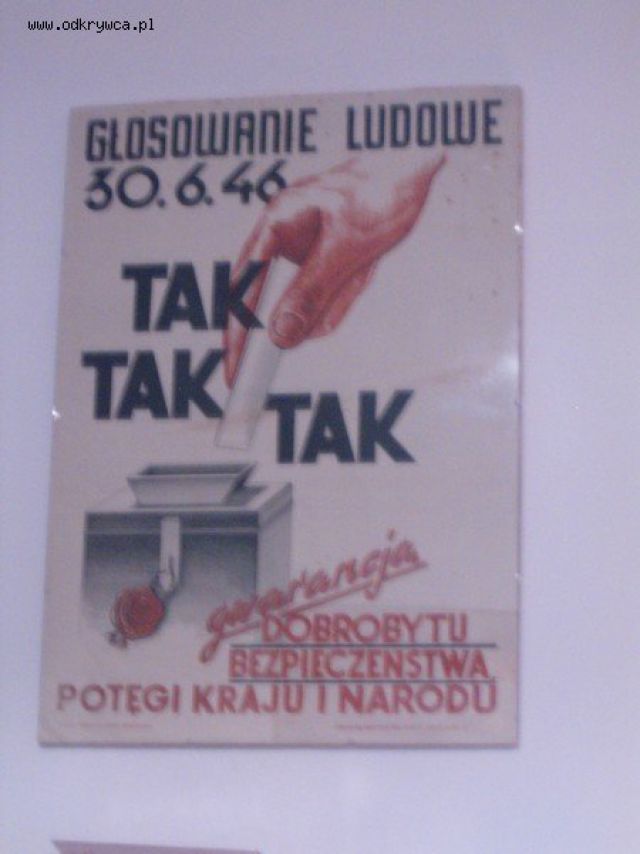 www.odkrywca.pl
GŁOSOWANIE LUDOWE
30.6.46
TAK
TAK
TAK
gwarancja
DOBROBYTU
BEZPIECZEŃSTWA
POTĘGI KRAJU I NARODU